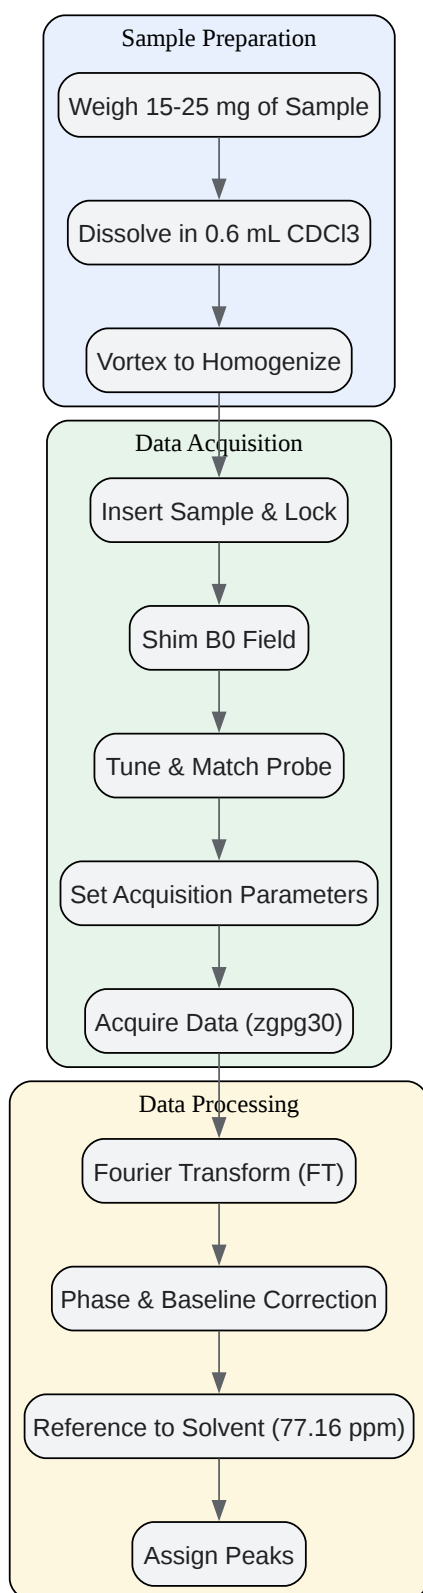 Sample Preparation
Weigh 15-25 mg of Sample
Dissolve in 0.6 mL CDCl3
Vortex to Homogenize
Data Acquisition
Insert Sample & Lock
Shim B0 Field
Tune & Match Probe
Set Acquisition Parameters
Acquire Data (zgpg30)
Data Processing
Fourier Transform (FT)
Phase & Baseline Correction
Reference to Solvent (77.16 ppm)
Assign Peaks